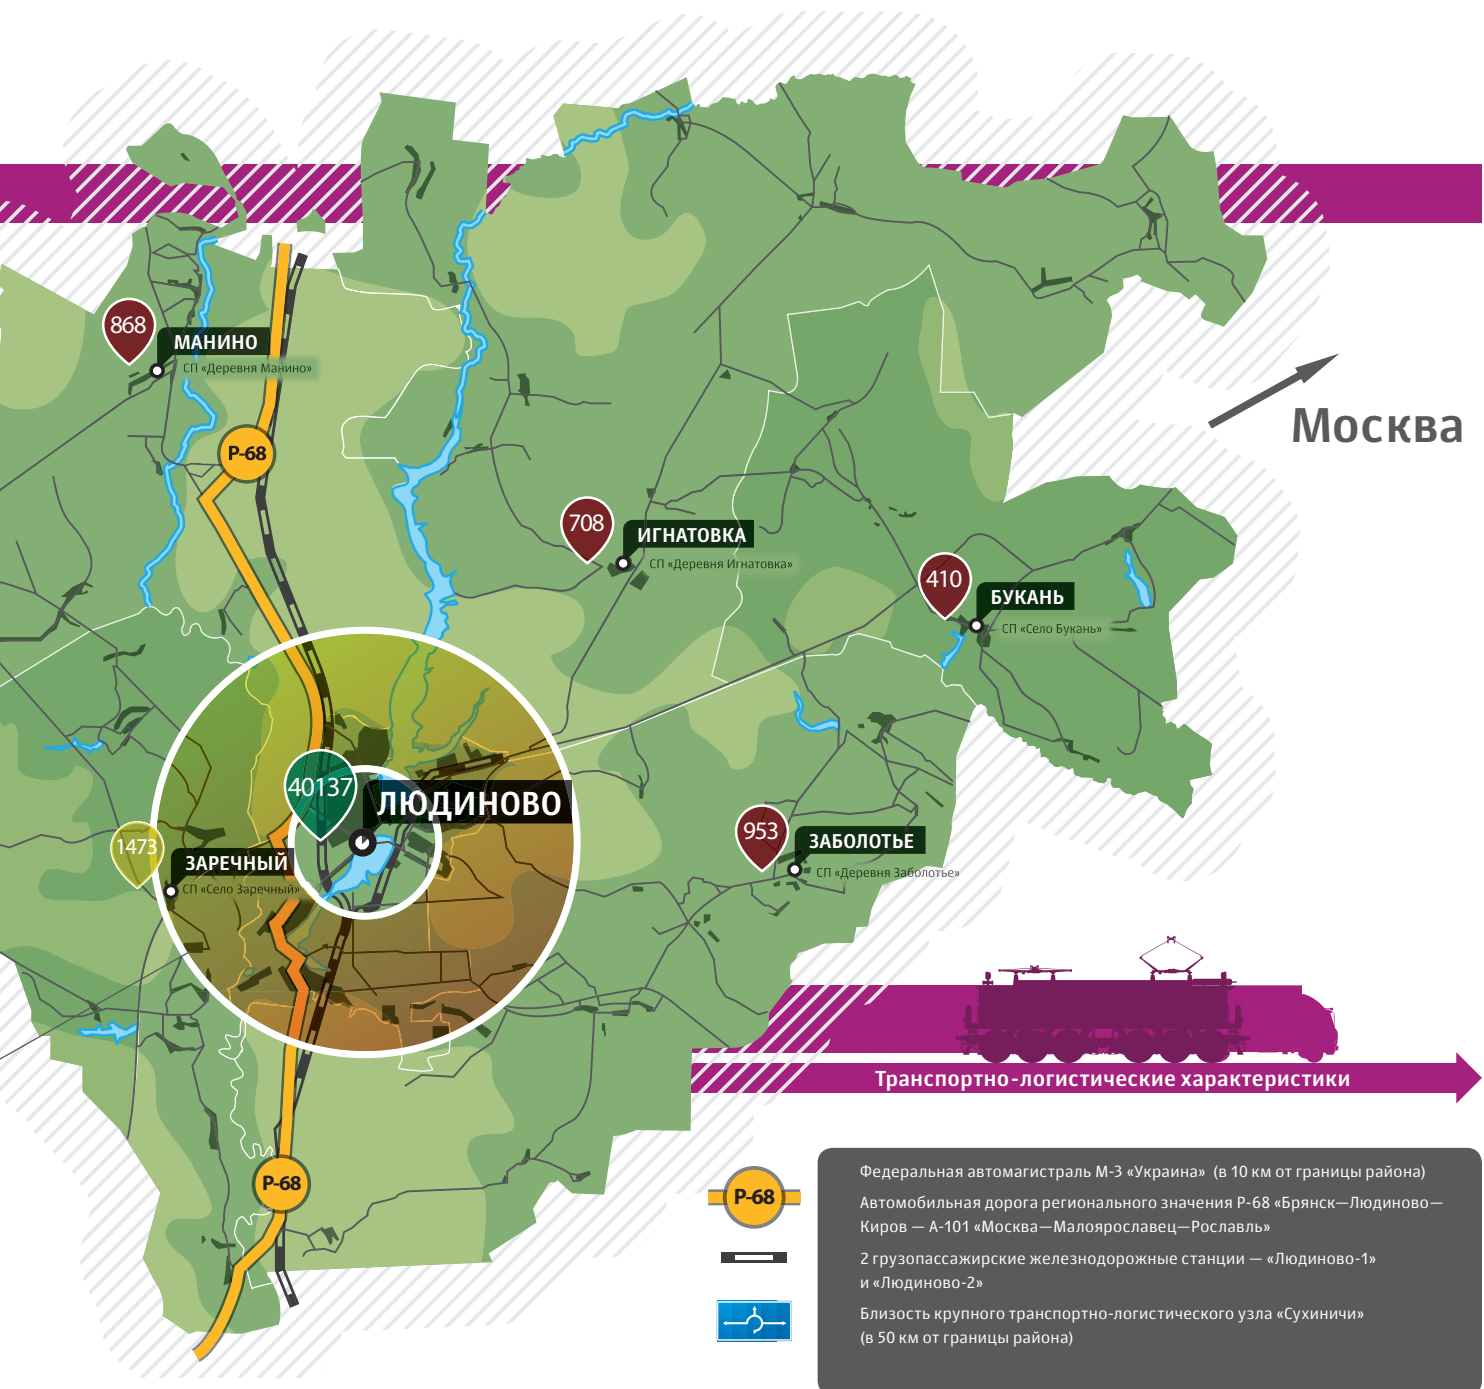 868
МАНИНО
СП «Деревня Манино»
Москва
Р-68
708
ИГНАТОВКА
СП «Деревня Игнатовка»
410
БУКАНЬ
СП «Село Букань»
40137
ЛЮДИНОВО
1473
ЗАРЕЧНЫЙ
СП «Село Заречный»
953
ЗАБОЛОТЬЕ
СП «Деревня Заболотье»
Транспортно-логистические характеристики
Р-68
Р-68
Федеральная автомагистраль М-3 «Украина» (в 10 км от границы района)
Автомобильная дорога регионального значения Р-68 «Брянск—Людиново—
Киров — А-101 «Москва—Малоярославец—Рославль»
2 грузопассажирские железнодорожные станции — «Людиново-1»
и «Людиново-2»
Близость крупного транспортно-логистического узла «Сухиничи»
(в 50 км от границы района)